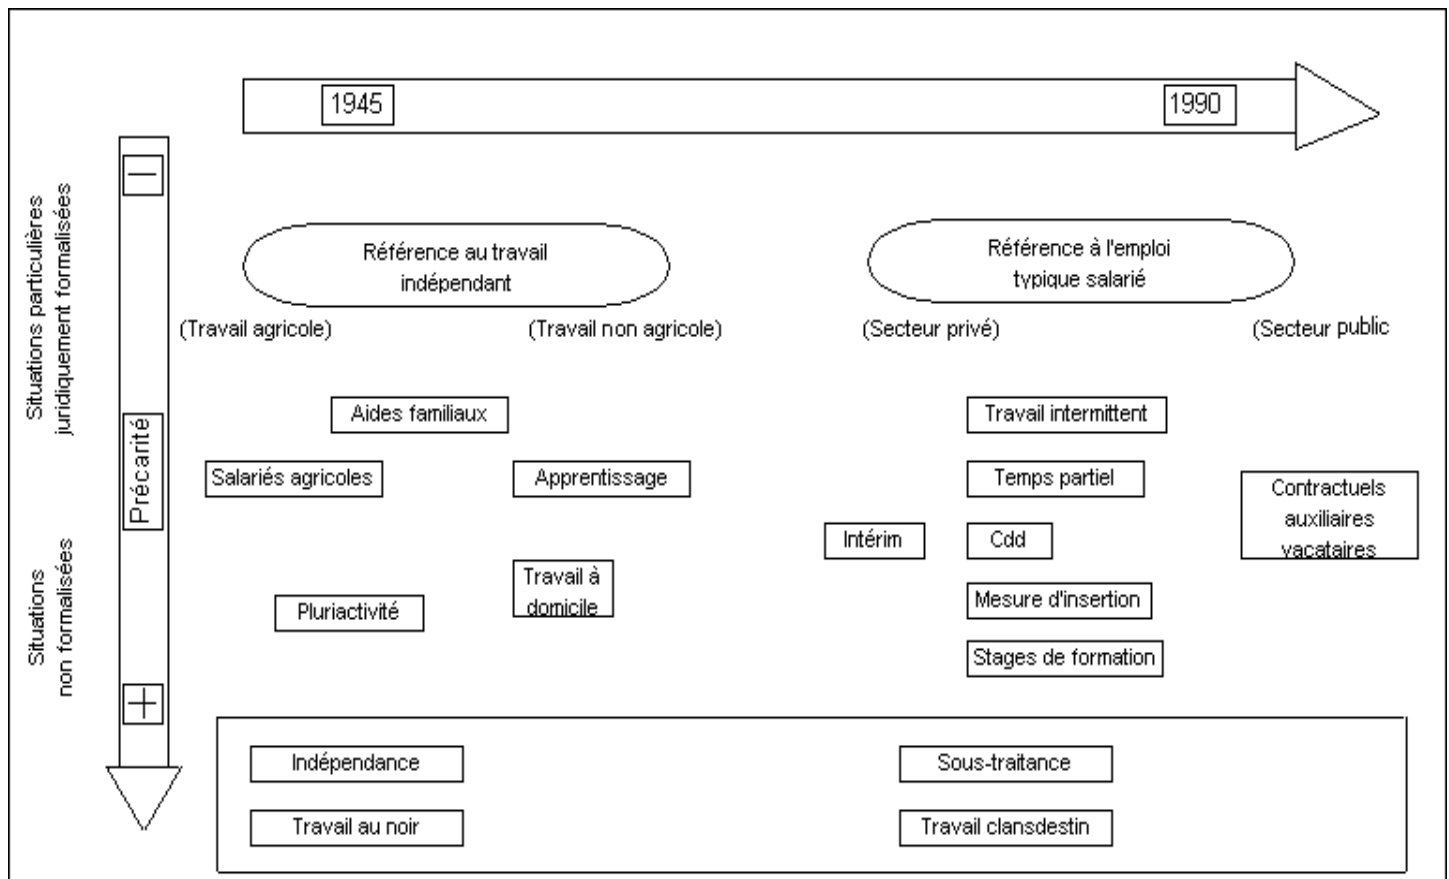 1945
1990
Situations particulières
juridiquement formalisées
Situations
non formalisées
—
Précarité
+
Référence au travail
indépendant
Référence à l'emploi
typique salarié
(Travail agricole)
(Travail non agricole)
(Secteur privé)
(Secteur public
Aides familiaux
Travail intermittent
Salariés agricoles
Apprentissage
Temps partiel
Contractuels
auxiliaires
vacataires
Intérim
Cdd
Travail à
domicile
Pluriactivité
Mesure d'insertion
Stages de formation
Indépendance
Sous-traitance
Travail au noir
Travail clansdestin